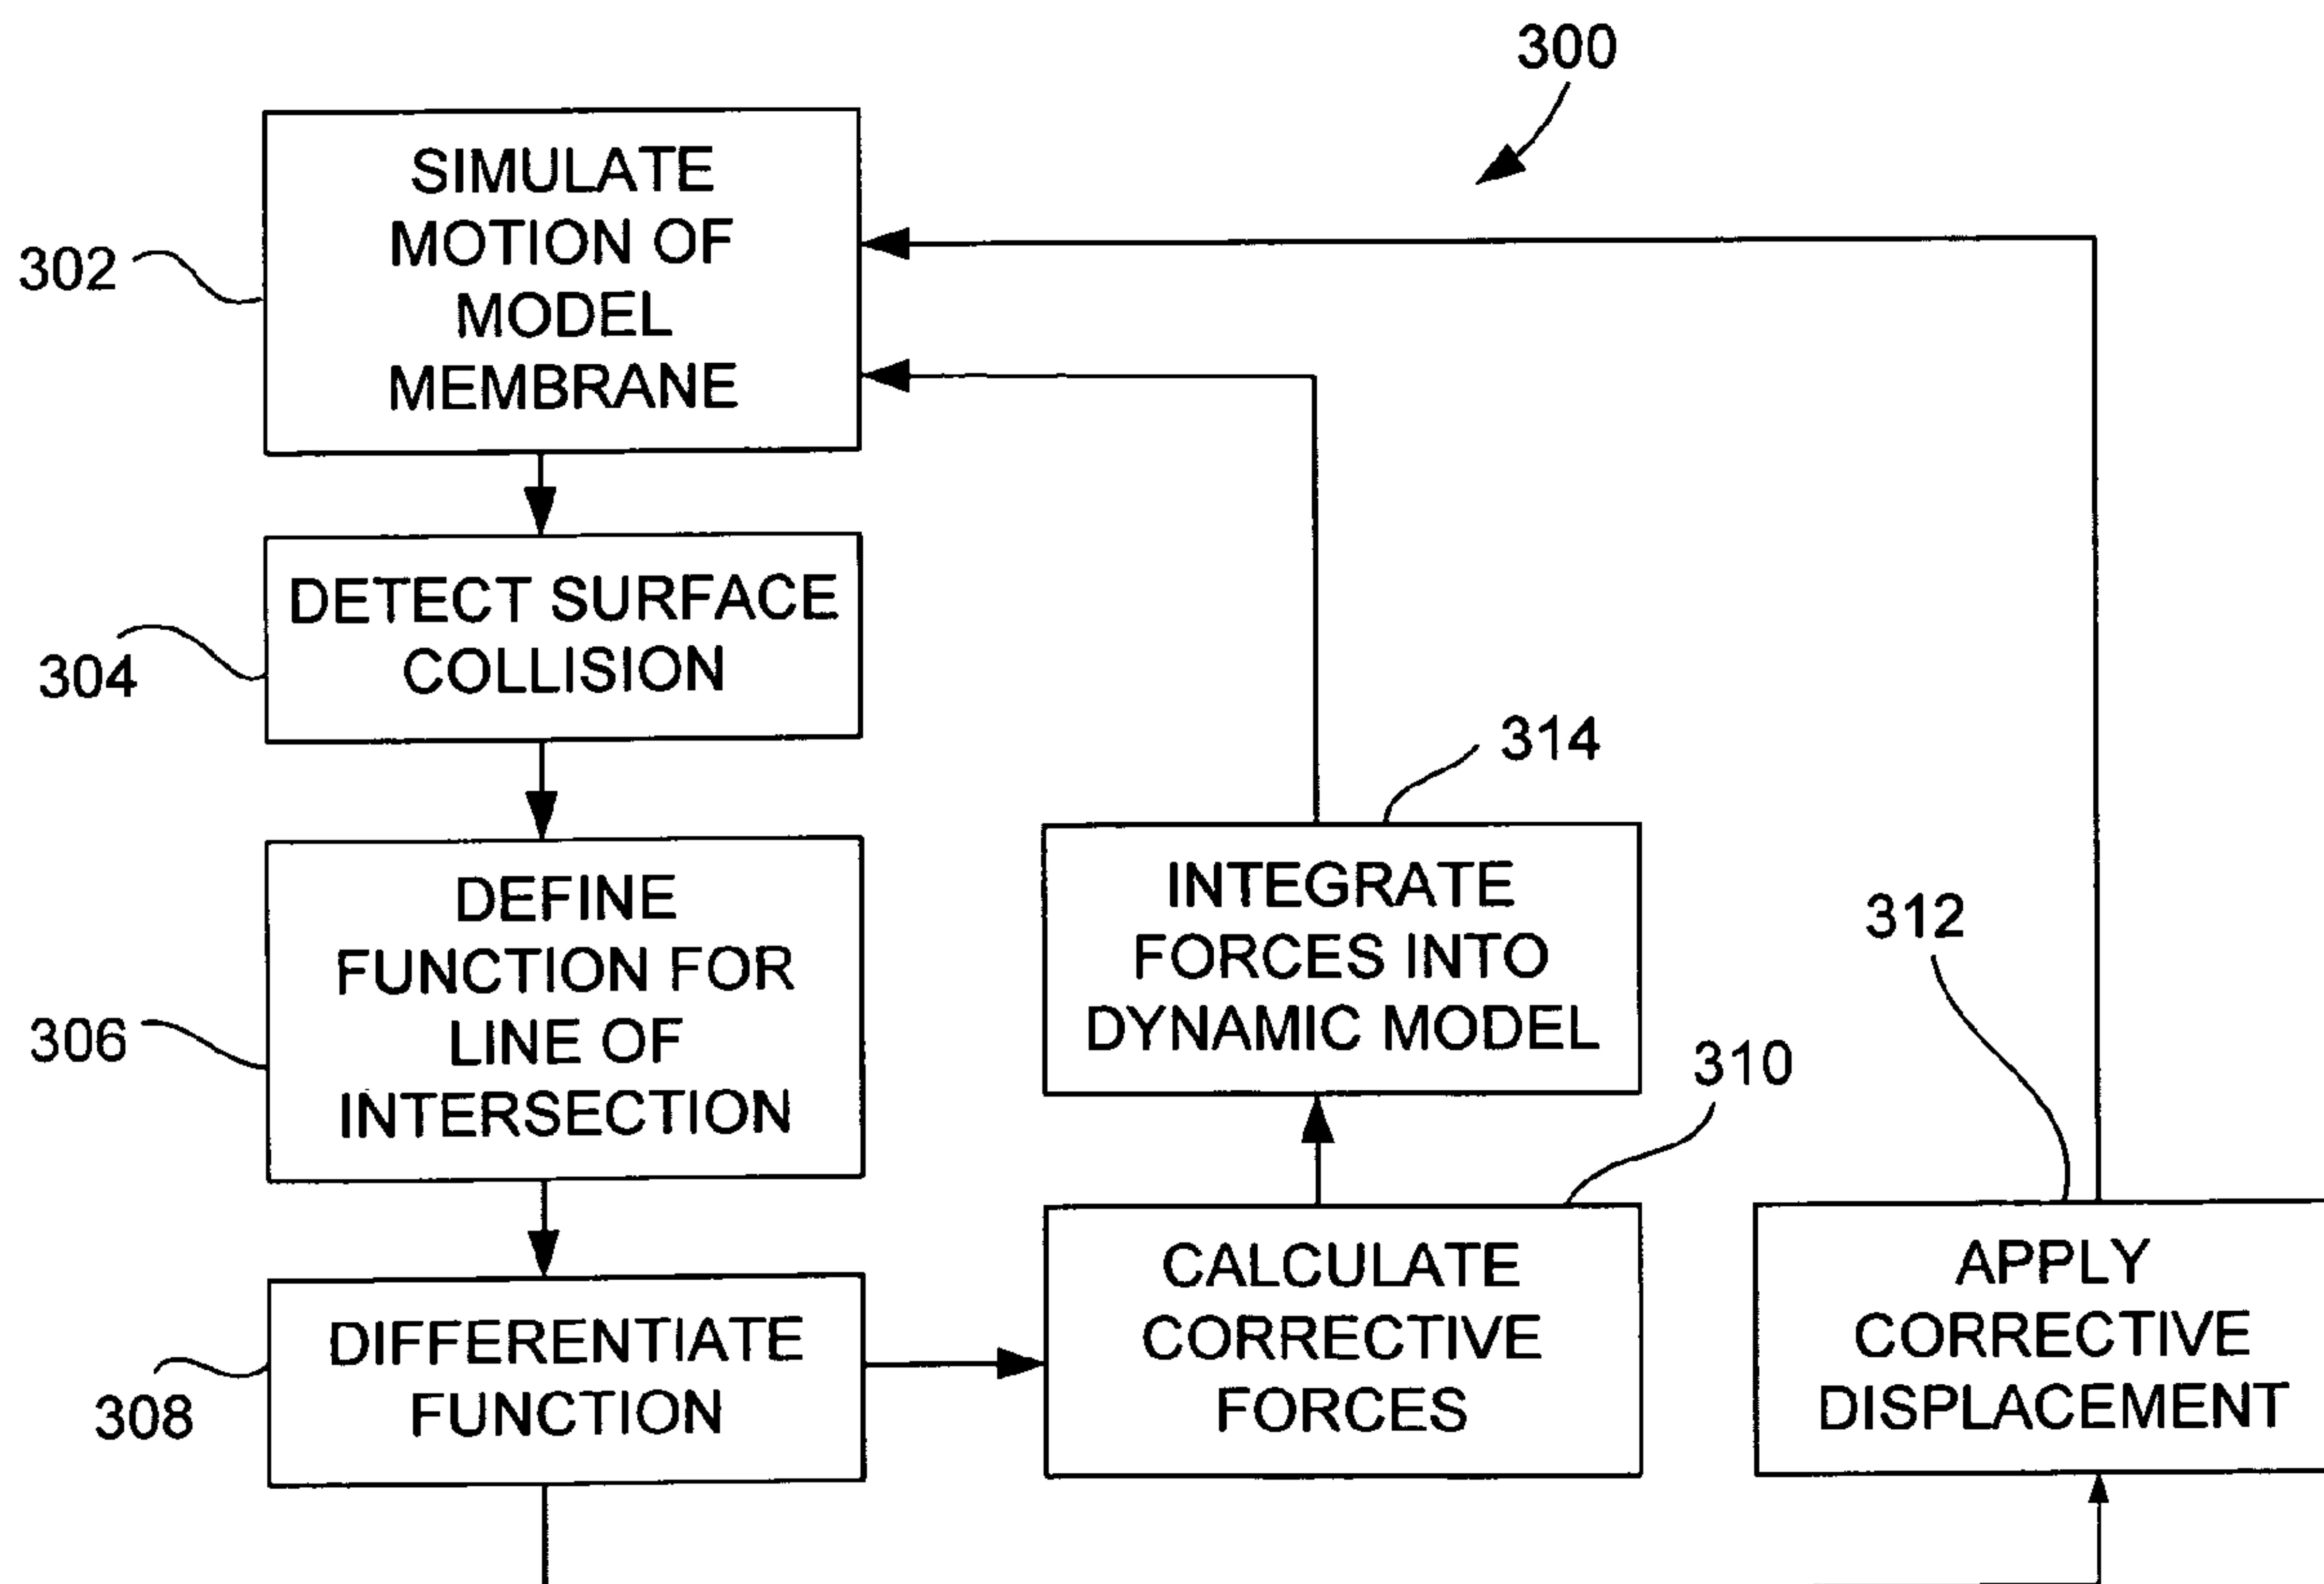 300
SIMULATE
MOTION OF
MODEL
MEMBRANE
302
DETECT SURFACE
COLLISION
304
DEFINE
FUNCTION FOR
LINE OF
INTERSECTION
306
DIFFERENTIATE
FUNCTION
308
CALCULATE
CORRECTIVE
FORCES
310
INTEGRATE
FORCES INTO
DYNAMIC MODEL
314
APPLY
CORRECTIVE
DISPLACEMENT
312